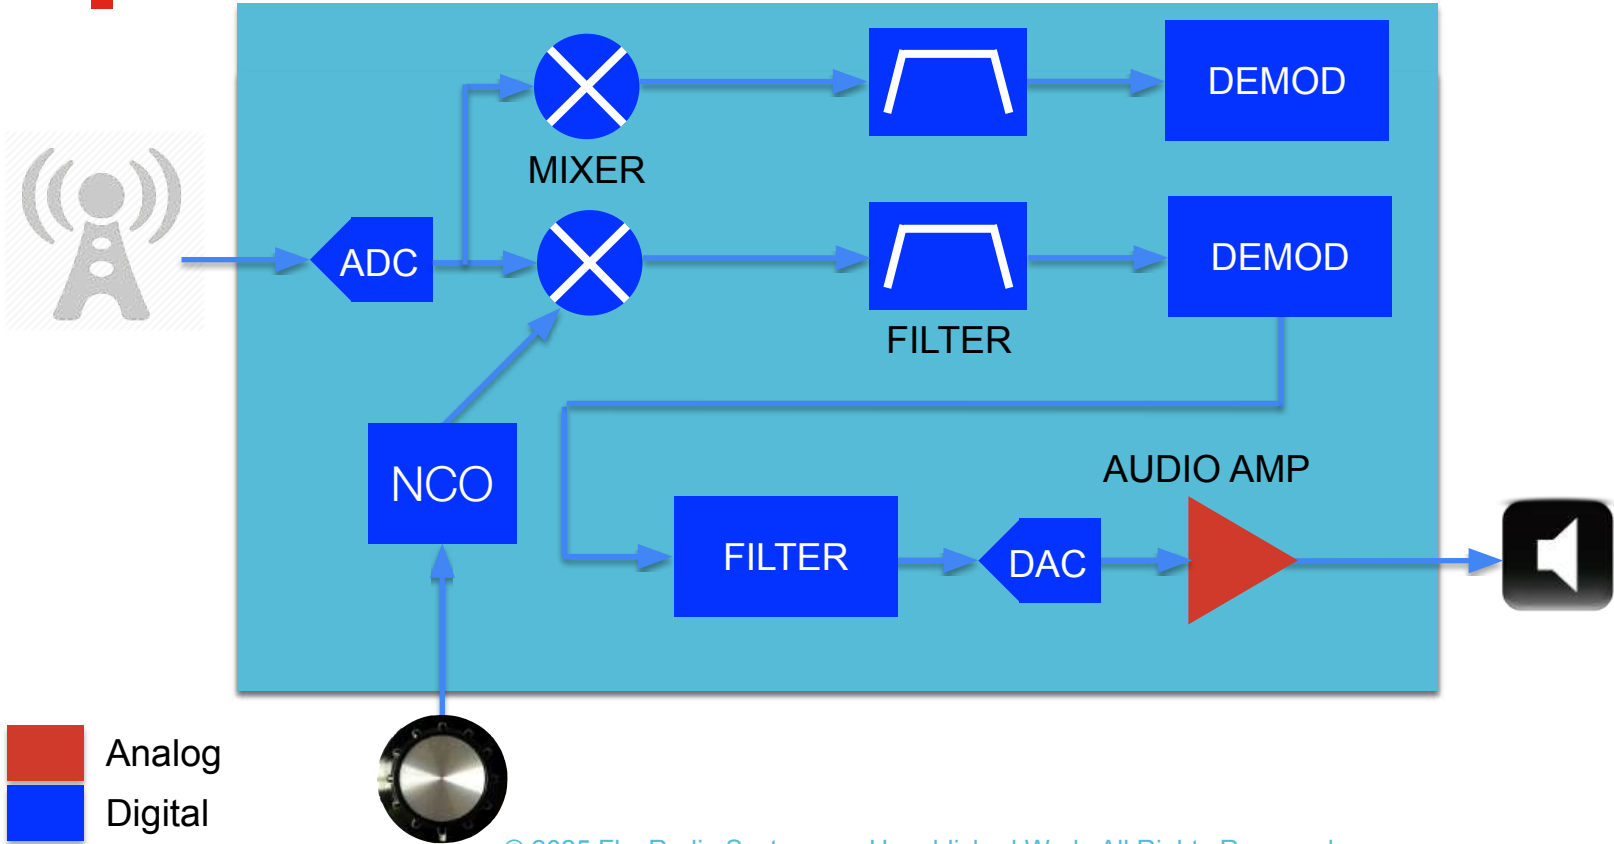 DEMOD
MIXER
ADC
DEMOD
FILTER
NCO
AUDIO AMP
FILTER
DAC
Analog
Digital